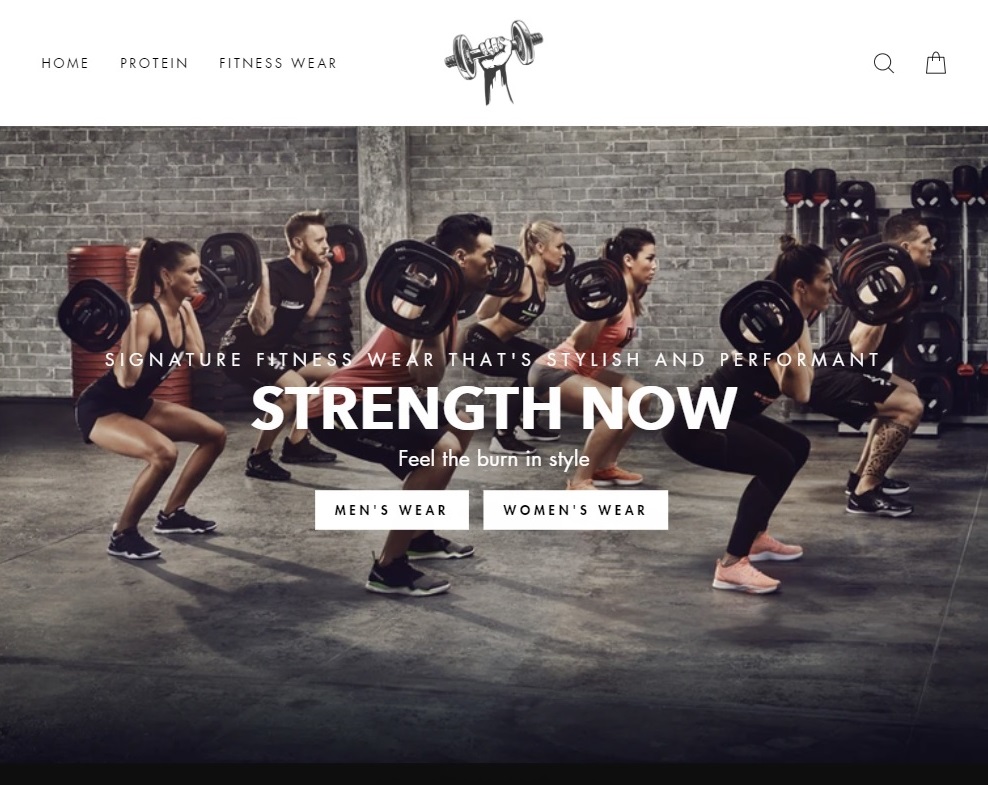 HOME
PROTEIN
FITNESS WEAR
SIGNATURE FITNESS WEAR THAT'S STYLISH AND PERFORMANT
STRENGTH NOW
Feel the burn in style
MEN'S WEAR
WOMEN'S WEAR